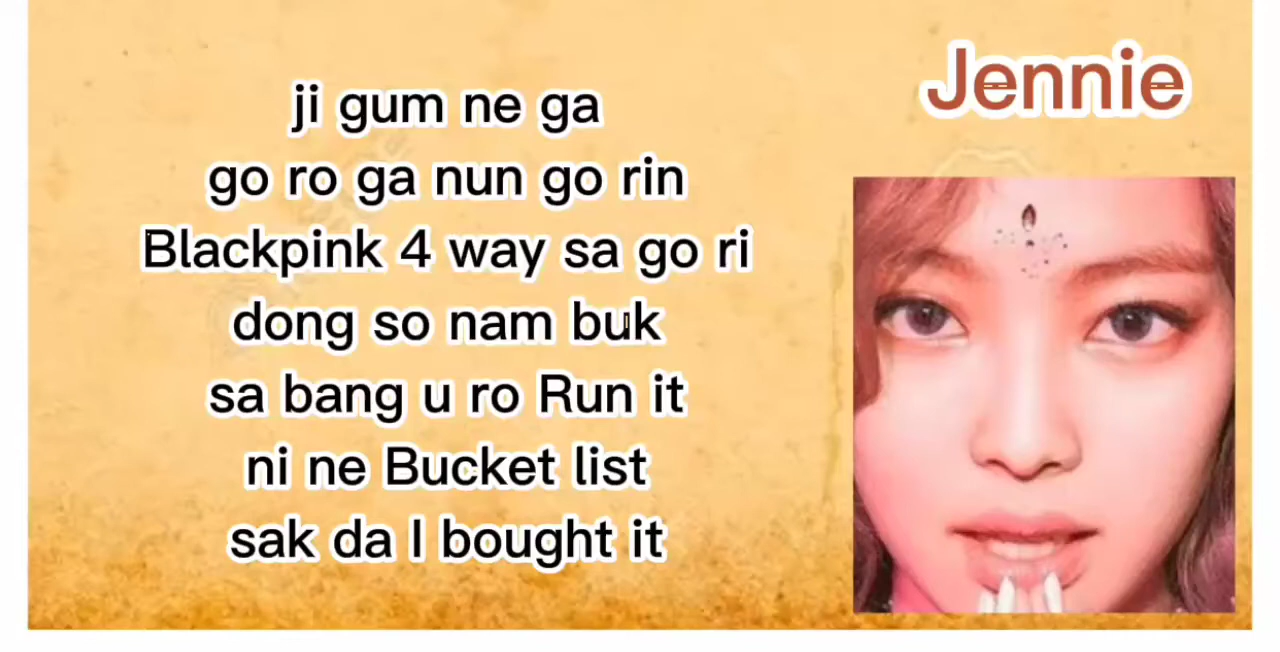 Jennie
ji gum ne ga
go ro ga nun go rin
Blackpink 4 way sa go ri
dong so nam buk
sa bang u ro Run it
ni ne Bucket list
sak da I bought it